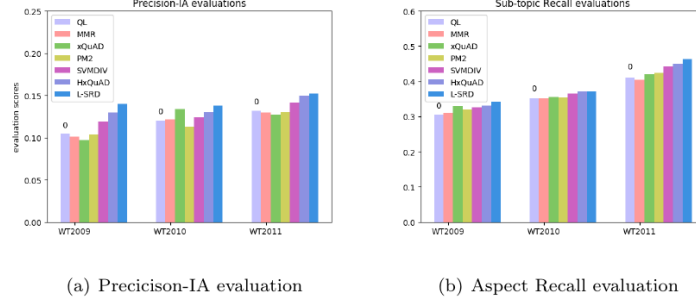 Precision-IA evaluations
0.25
0.20
0.15
0.10
0.05
0.00
evaluation scores
QL
MMR
xQuAD
PM2
SVMDIV
HxQuAD
L-SRD
0
0
0
WT2009
WT2010
WT2011
(a) Precicison-IA evaluation
Sub-topic Recall evaluations
0.6
0.5
0.4
0.3
0.2
0.1
0.0
QL
MMR
xQuAD
PM2
SVMDIV
HxQuAD
L-SRD
0
0
0
WT2009
WT2010
WT2011
(b) Aspect Recall evaluation